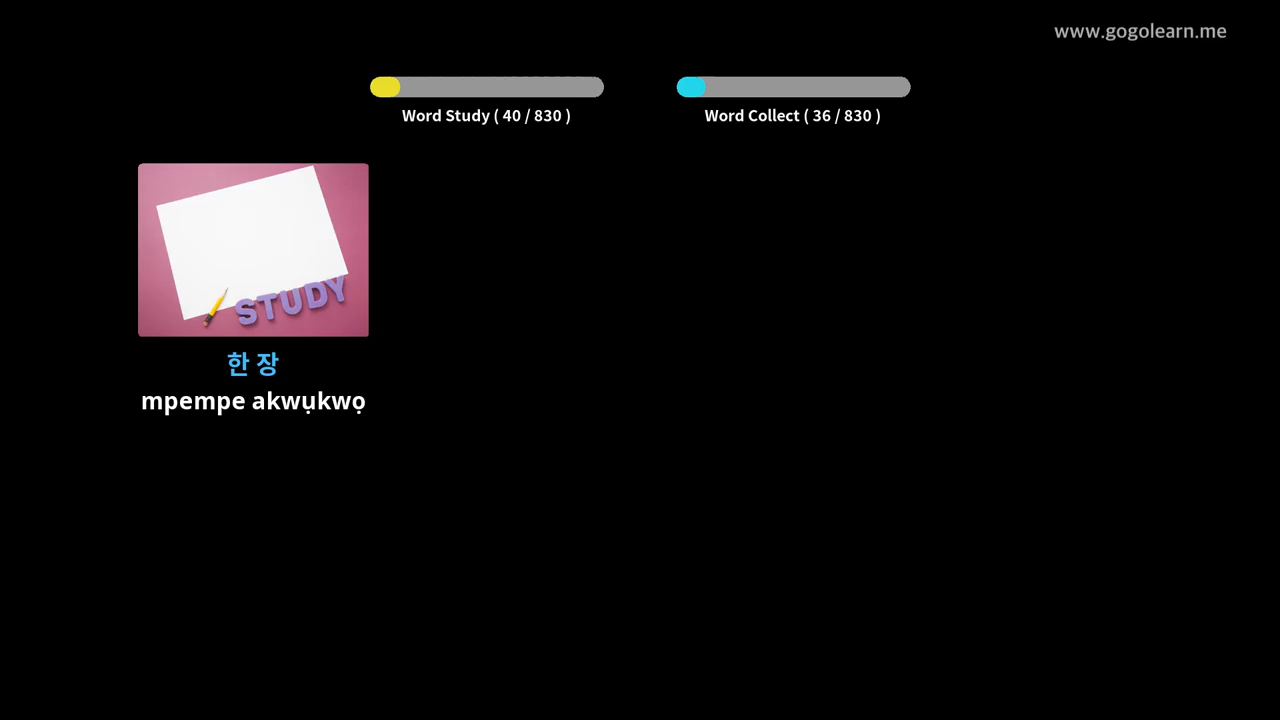 www.gogolearn.me
Word Study ( 40 / 830 )
Word Collect ( 36 / 830 )
STUDY
한 장
mpempe akwụkwọ